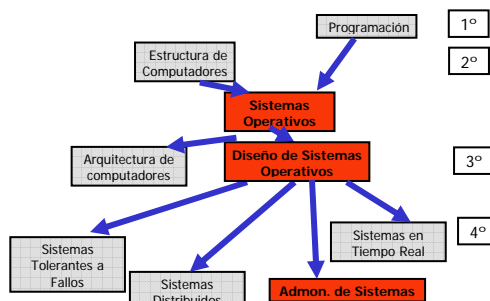 Programación
1º
Estructura de
Computadores
2º
Sistemas
Operativos
Arquitectura de
computadores
Diseño de Sistemas
Operativos
3º
Sistemas en
Tiempo Real
4º
Sistemas
Tolerantes a
Fallos
Sistemas
Distribuidos
Admon. de Sistemas